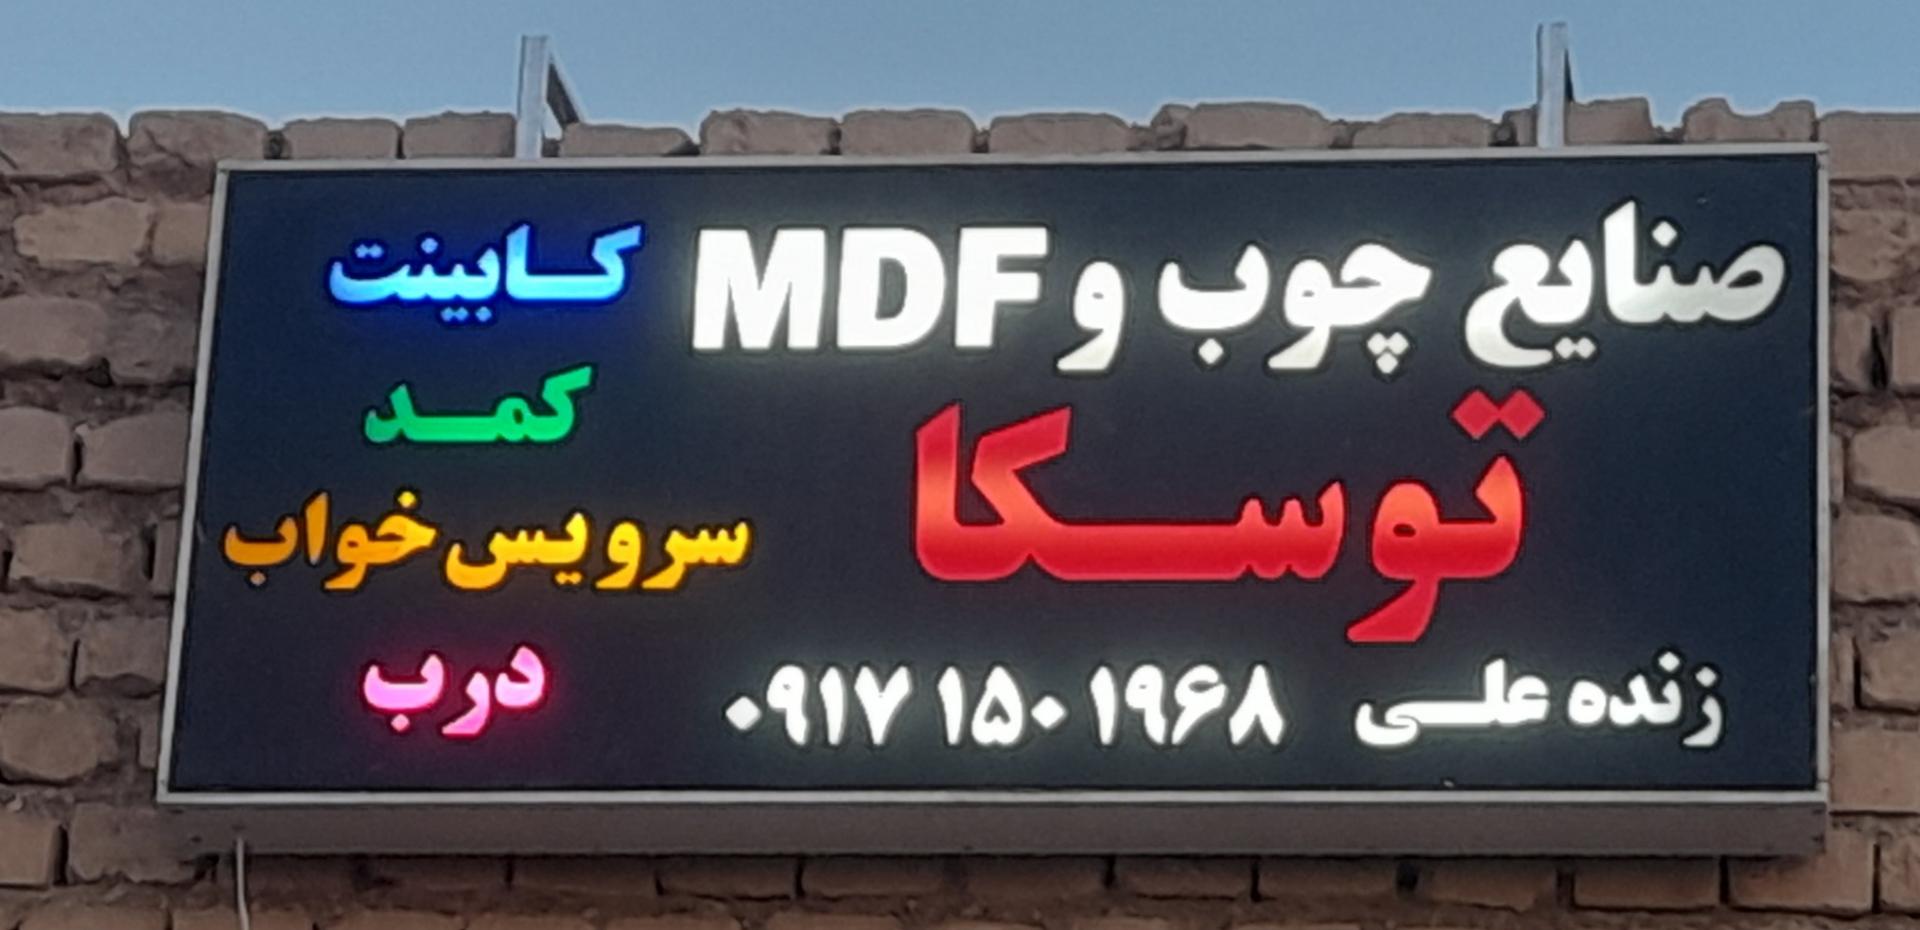 صنایع چوب و MDF
توسکا
زنده علی ۰۹۱۷ ۱۵۰ ۱۹۶۸
کابینت
کمد
سرویس خواب
درب